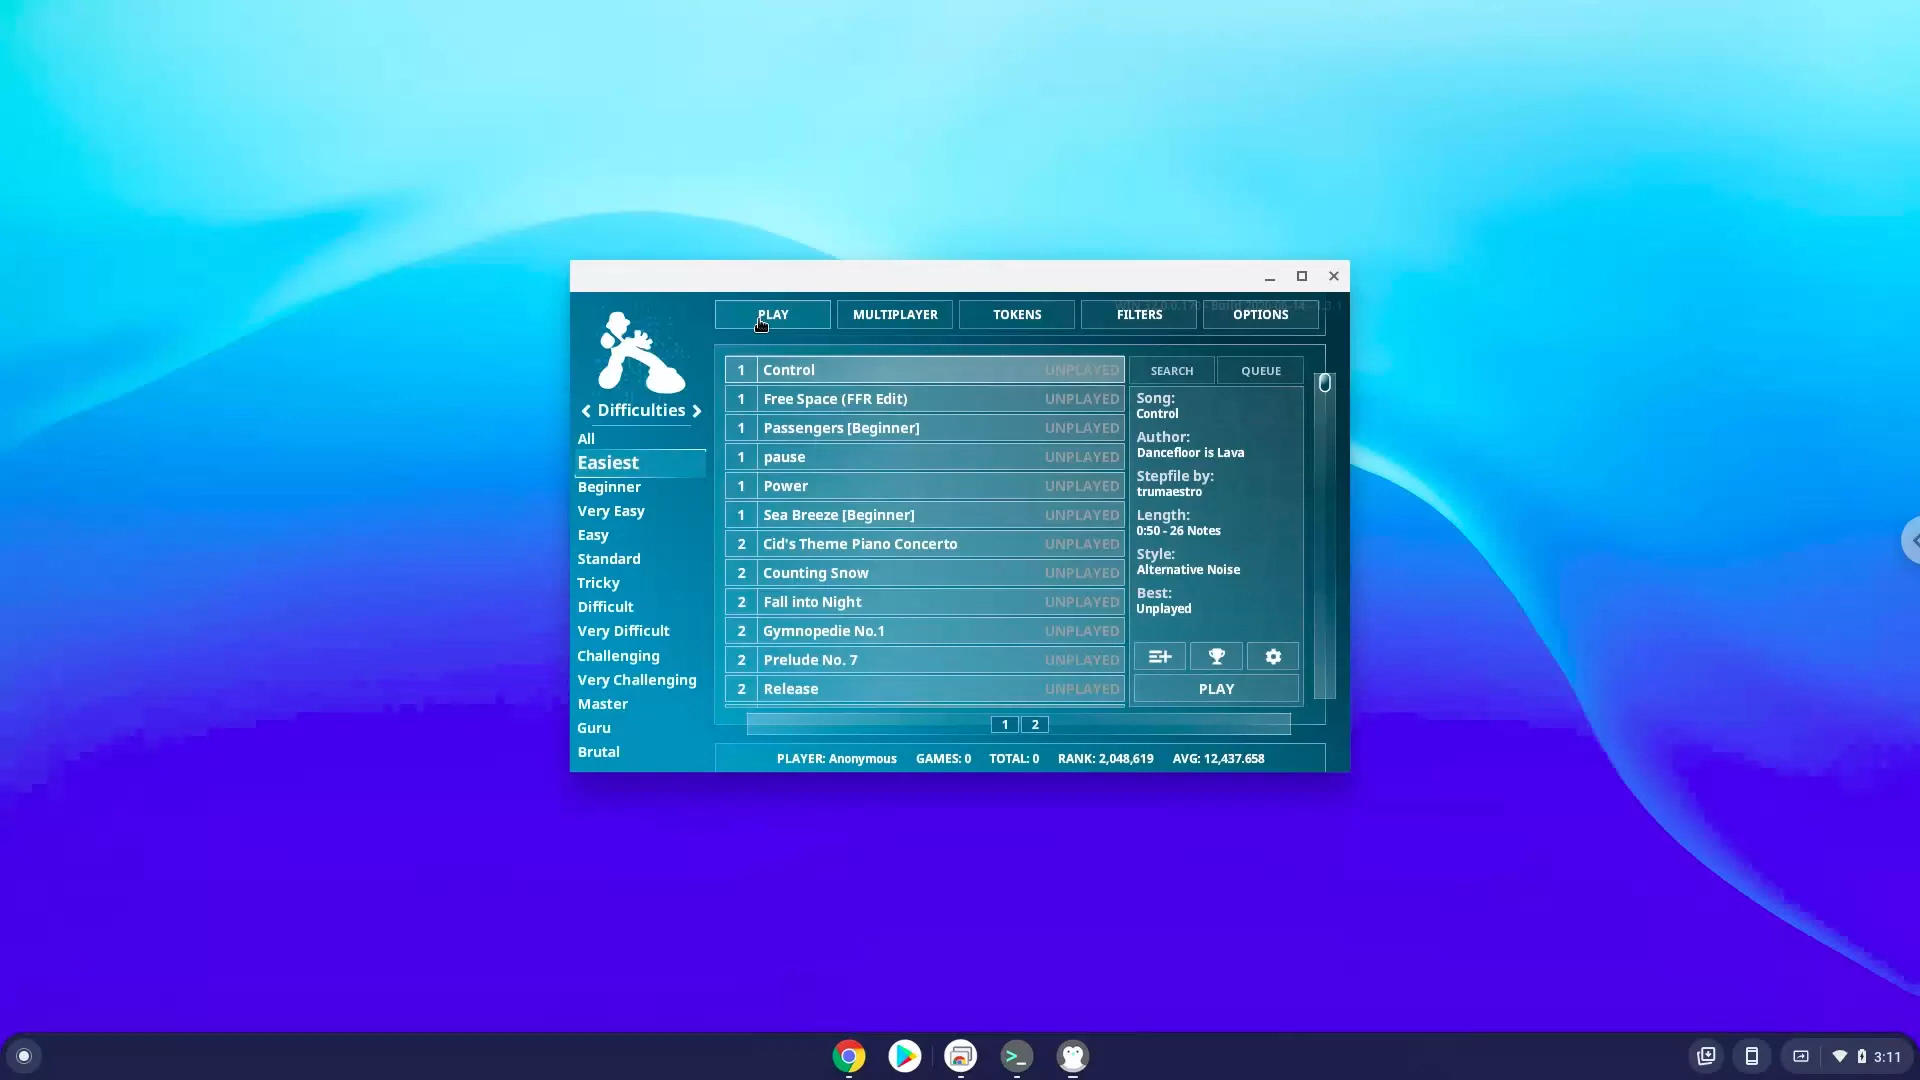 PLAY
MULTIPLAYER
TOKENS
FILTERS
OPTIONS
Difficulties
All
Easiest
Beginner
Very Easy
Easy
Standard
Tricky
Difficult
Very Difficult
Challenging
Very Challenging
Master
Guru
Brutal
1 Control UNPLAYED
1 Free Space (FFR Edit) UNPLAYED
1 Passengers [Beginner] UNPLAYED
1 pause UNPLAYED
1 Power UNPLAYED
1 Sea Breeze [Beginner] UNPLAYED
2 Cid's Theme Piano Concerto UNPLAYED
2 Counting Snow UNPLAYED
2 Fall into Night UNPLAYED
2 Gymnopedie No.1 UNPLAYED
2 Prelude No. 7 UNPLAYED
2 Release UNPLAYED
SEARCH
QUEUE
Song:
Control
Author:
Dancefloor is Lava
Stepfile by:
trumaestro
Length:
0:50 - 26 Notes
Style:
Alternative Noise
Best:
Unplayed
PLAY
1 2
PLAYER: Anonymous GAMES: 0 TOTAL: 0 RANK: 2,048,619 AVG: 12,437.658
3:11